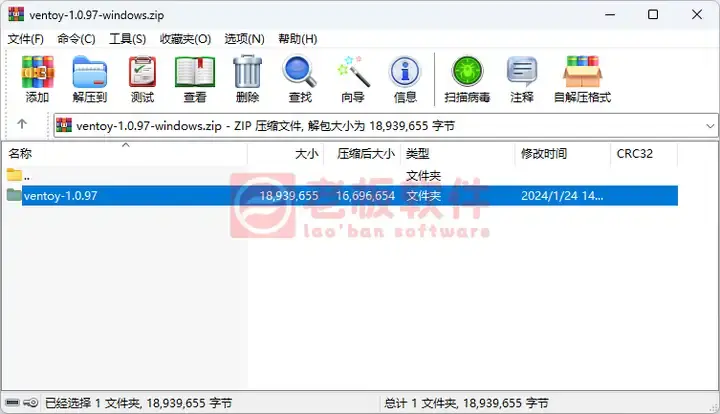 ventoy-1.0.97-windows.zip
文件(F) 命令(C) 工具(S) 收藏夹(O) 选项(N) 帮助(H)
添加 解压到 测试 查看 删除 查找 向导 信息 扫描病毒 注释 自解压格式
ventoy-1.0.97-windows.zip - ZIP 压缩文件, 解包大小为 18,939,655 字节
名称 大小 压缩后大小 类型 修改时间 CRC32
.. 文件夹
ventoy-1.0.97 18,939,655 16,696,654 文件夹 2024/1/24 14...
老板软件
lao'ban software
已经选择 1 文件夹, 18,939,655 字节 总计 1 文件夹, 18,939,655 字节